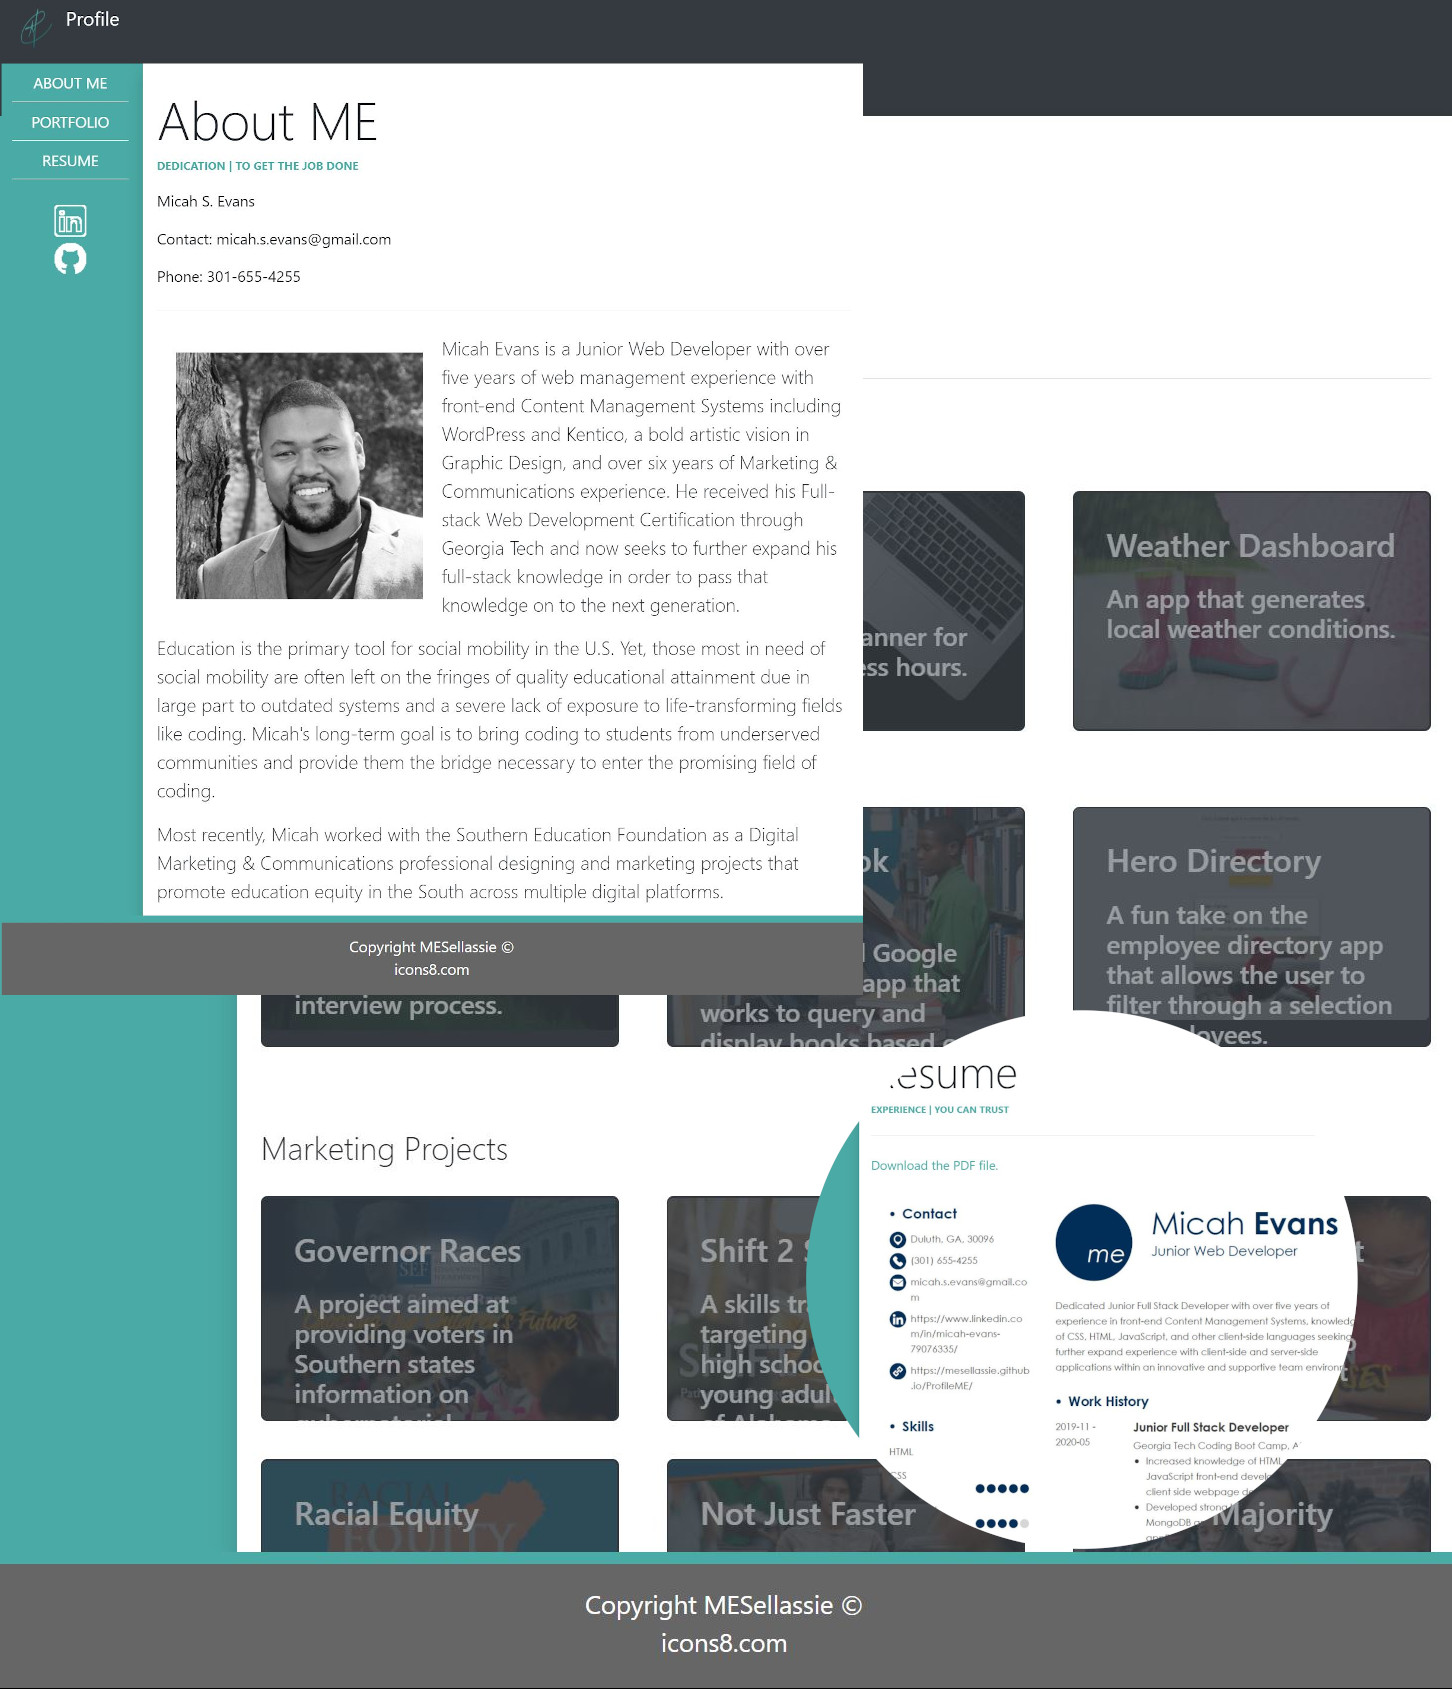 Profile
ABOUT ME
PORTFOLIO
RESUME
About ME
DEDICATION | TO GET THE JOB DONE
Micah S. Evans
Contact: micah.s.evans@gmail.com
Phone: 301-655-4255
Micah Evans is a Junior Web Developer with over
five years of web management experience with
front-end Content Management Systems including
WordPress and Kentico, a bold artistic vision in
Graphic Design, and over six years of Marketing &
Communications experience. He received his Full-
stack Web Development Certification through
Georgia Tech and now seeks to further expand his
full-stack knowledge in order to pass that
knowledge on to the next generation.
Education is the primary tool for social mobility in the U.S. Yet, those most in need of
social mobility are often left on the fringes of quality educational attainment due in
large part to outdated systems and a severe lack of exposure to life-transforming fields
like coding. Micah's long-term goal is to bring coding to students from underserved
communities and provide them the bridge necessary to enter the promising field of
coding.
Most recently, Micah worked with the Southern Education Foundation as a Digital
Marketing & Communications professional designing and marketing projects that
promote education equity in the South across multiple digital platforms.
Copyright MESellassie ©
icons8.com
anner for
ess hours.
Weather Dashboard
An app that generates
local weather conditions.
ok
Google
app that
works to query and
display books based
Hero Directory
A fun take on the
employee directory app
that allows the user to
filter through a selection
yees.
interview process.
Marketing Projects
Governor Races
A project aimed at
providing voters in
Southern states
information on
gubernatorial
Shift 2
A skills tra
targeting
high schoo
young adul
of Alabama
Racial Equity
Not Just Faster
Majority
esume
EXPERIENCE | YOU CAN TRUST
Download the PDF file.
• Contact
Duluth, GA, 30096
(301) 655-4255
micah.s.evans@gmail.co
m
https://www.linkedin.co
m/in/micah-evans-
79076335/
https://mesellassie.github
.io/ProfileME/
• Skills
HTML
CSS
me
Micah Evans
Junior Web Developer
Dedicated Junior Full Stack Developer with over five years of
experience in front-end Content Management Systems, knowledg
of CSS, HTML, JavaScript, and other client-side languages seeking
further expand experience with client-side and server-side
applications within an innovative and supportive team environm
• Work History
2019-11 -
2020-05
Junior Full Stack Developer
Georgia Tech Coding Boot Camp, A
• Increased knowledge of HTML,
JavaScript front-end develo
client side webpage de
• Developed strong
MongoDB a
Copyright MESellassie ©
icons8.com